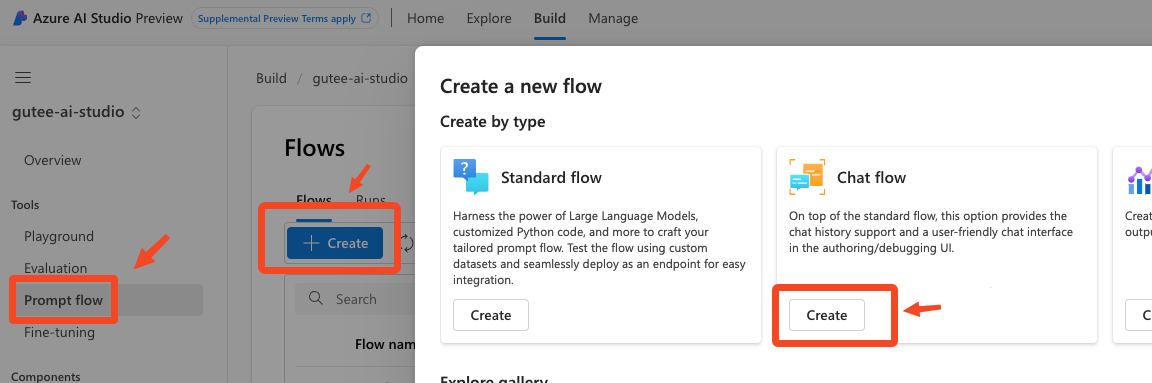 Azure AI Studio Preview
Supplemental Preview Terms apply
Home
Explore
Build
Manage
gutee-ai-studio
Overview
Tools
Playground
Evaluation
Prompt flow
Fine-tuning
Components
Build / gutee-ai-studio
Flows
Flows
Runs
Create
Search
Flow nam
Create a new flow
Create by type
Standard flow
Harness the power of Large Language Models,
customized Python code, and more to craft your
tailored prompt flow. Test the flow using custom
datasets and seamlessly deploy as an endpoint for easy
integration.
Create
Chat flow
On top of the standard flow, this option provides the
chat history support and a user-friendly chat interface
in the authoring/debugging UI.
Create
Creat
outpu
C
Explore gallery